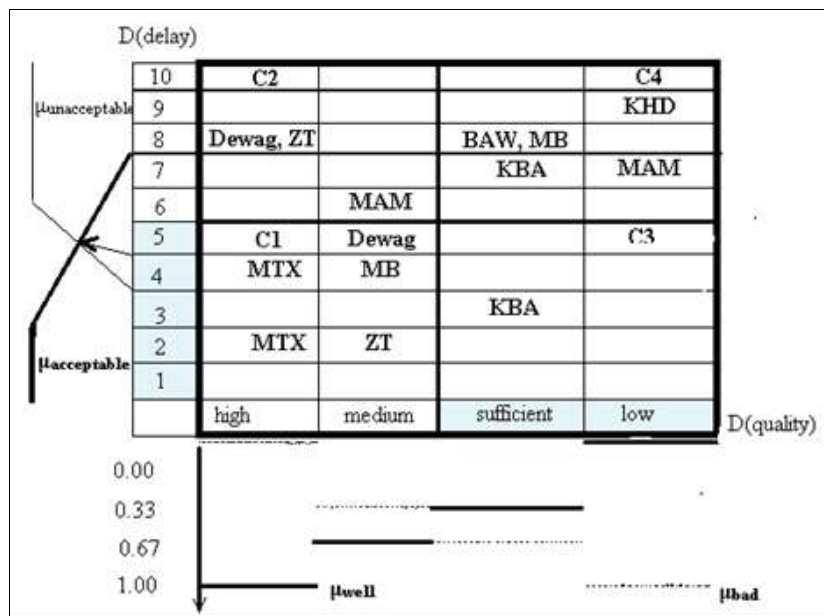 D(delay)
10 C2 C4
μunacceptable 9 KHD
8 Dewag, ZT BAW, MB
7 KBA MAM
6 MAM
5 C1 Dewag C3
4 MTX MB
3 KBA
2 MTX ZT
μacceptable
1
high medium sufficient low D(quality)
0.00
0.33
0.67
1.00 μwell μbad